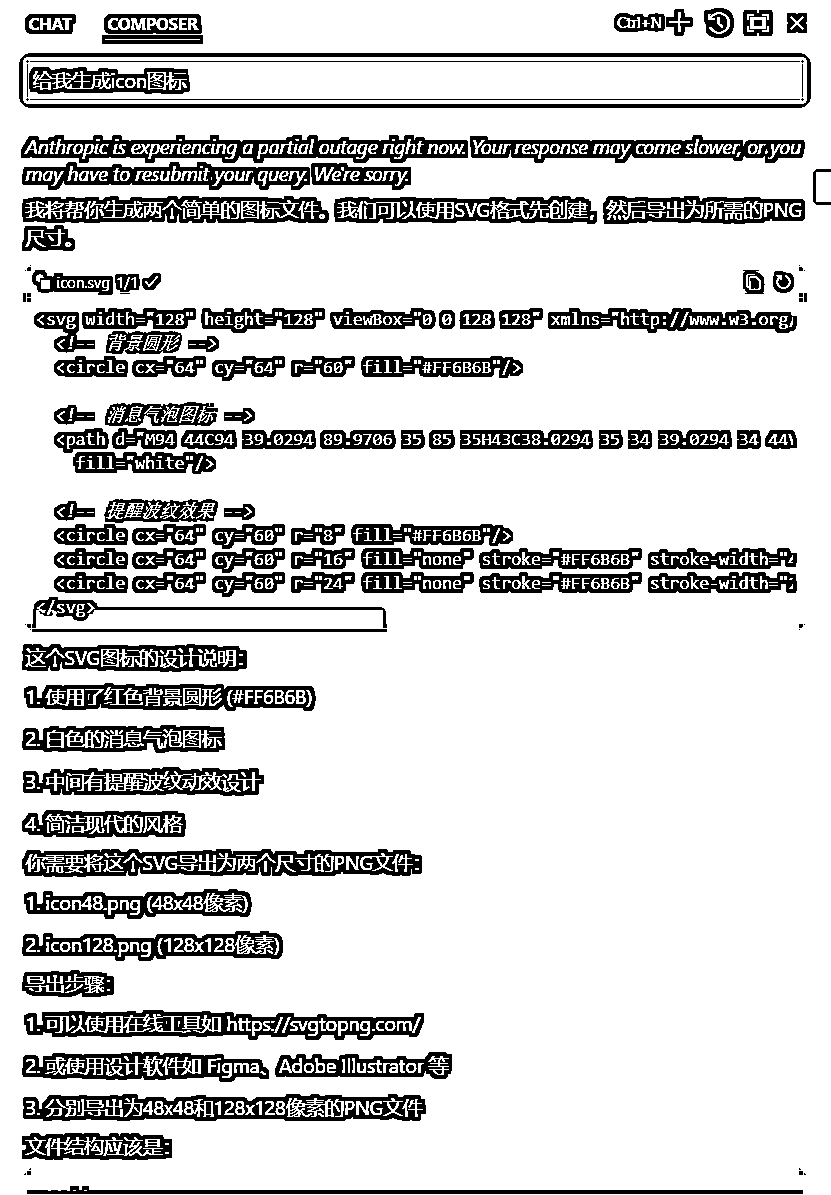 CHAT COMPOSER Ctrl+N
给我生成icon图标
Anthropic is experiencing a partial outage right now. Your response may come slower, or you
may have to resubmit your query. We're sorry.
我将帮你生成两个简单的图标文件。我们可以使用SVG格式先创建，然后导出为所需的PNG
尺寸。
icon.svg 1/1
<svg width="128" height="128" viewBox="0 0 128 128" xmlns="http://www.w3.org/
<!-- 背景圆形 -->
<circle cx="64" cy="64" r="60" fill="#FF6B6B"/>
<!-- 消息气泡图标 -->
<path d="M94 44C94 39.0294 89.9706 35 85 35H43C38.0294 35 34 39.0294 34 44
fill="white"/>
<!-- 提醒波纹效果 -->
<circle cx="64" cy="60" r="8" fill="#FF6B6B"/>
<circle cx="64" cy="60" r="16" fill="none" stroke="#FF6B6B" stroke-width="
<circle cx="64" cy="60" r="24" fill="none" stroke="#FF6B6B" stroke-width="
</svg>
这个SVG图标的设计说明：
1. 使用了红色背景圆形 (#FF6B6B)
2. 白色的消息气泡图标
3. 中间有提醒波纹动效设计
4. 简洁现代的风格
你需要将这个SVG导出为两个尺寸的PNG文件：
1. icon48.png (48x48像素)
2. icon128.png (128x128像素)
导出步骤：
1. 可以使用在线工具如 https://svgtopng.com/
2. 或使用设计软件如 Figma、Adobe Illustrator 等
3. 分别导出为48x48和128x128像素的PNG文件
文件结构应该是：